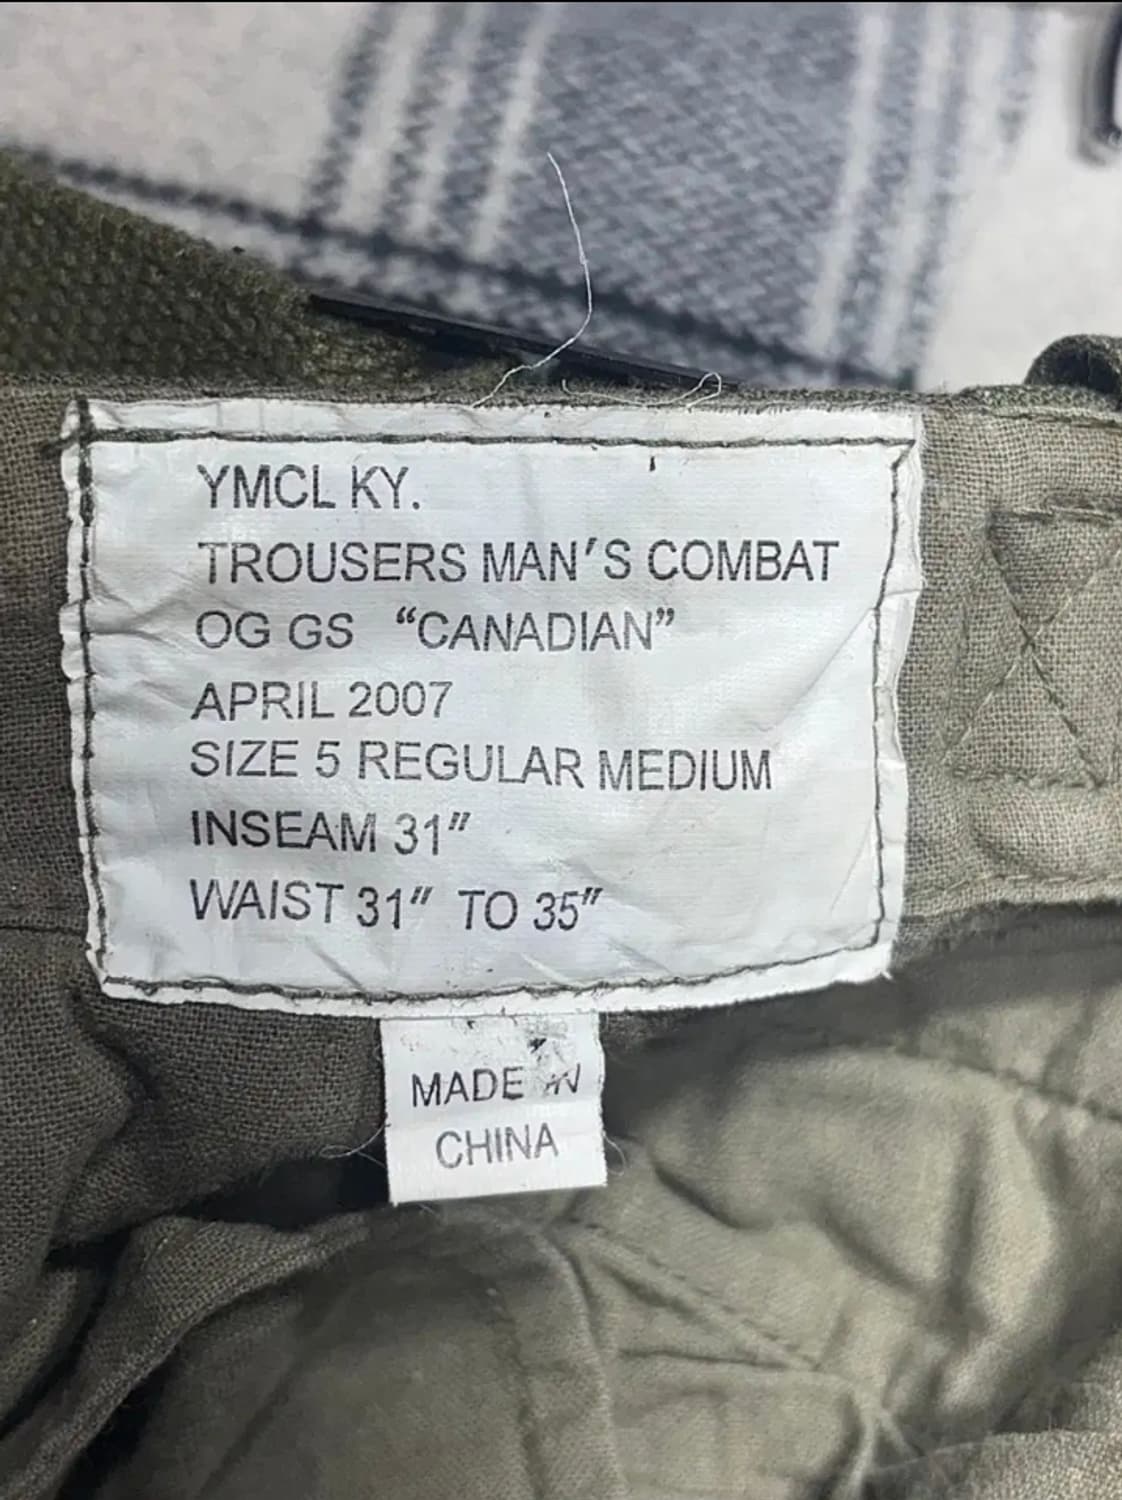 YMCL KY.
TROUSERS MAN'S COMBAT
OG GS "CANADIAN"
APRIL 2007
SIZE 5 REGULAR MEDIUM
INSEAM 31"
WAIST 31" TO 35"
MADE IN
CHINA